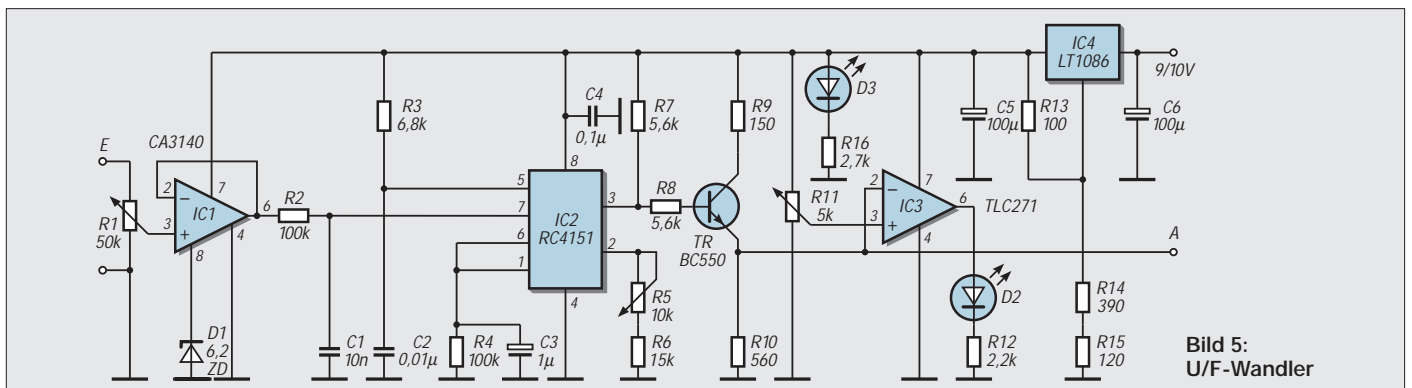 E
R1
50k
CA3140
2
3
7
6
4
8
IC1
D1
6,2
ZD
R2
100k
C1
10n
R3
6,8k
C2
0,01µ
R4
100k
C3
1µ
C4
0,1µ
8
5
7
6
1
3
2
4
IC2
RC4151
R7
5,6k
R8
5,6k
R5
10k
R6
15k
TR
BC550
R9
150
R10
560
R11
5k
D3
R16
2,7k
2
3
7
6
4
IC3
TLC271
D2
R12
2,2k
C5
100µ
R13
100
IC4
LT1086
9/10V
C6
100µ
A
R14
390
R15
120
Bild 5:
U/F-Wandler